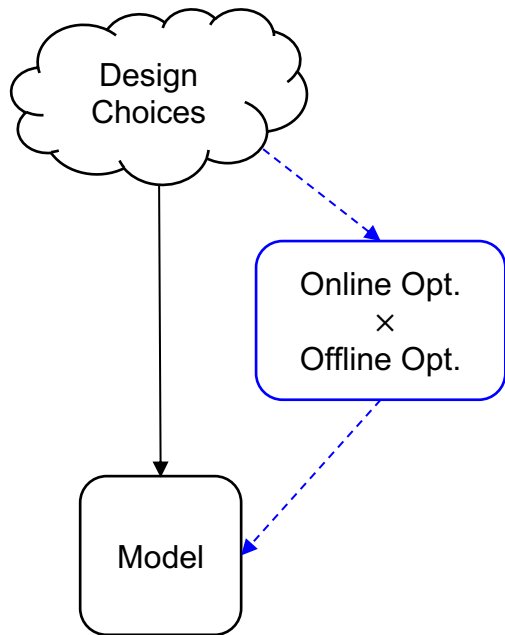 Design
Choices
Online Opt.
×
Offline Opt.
Model